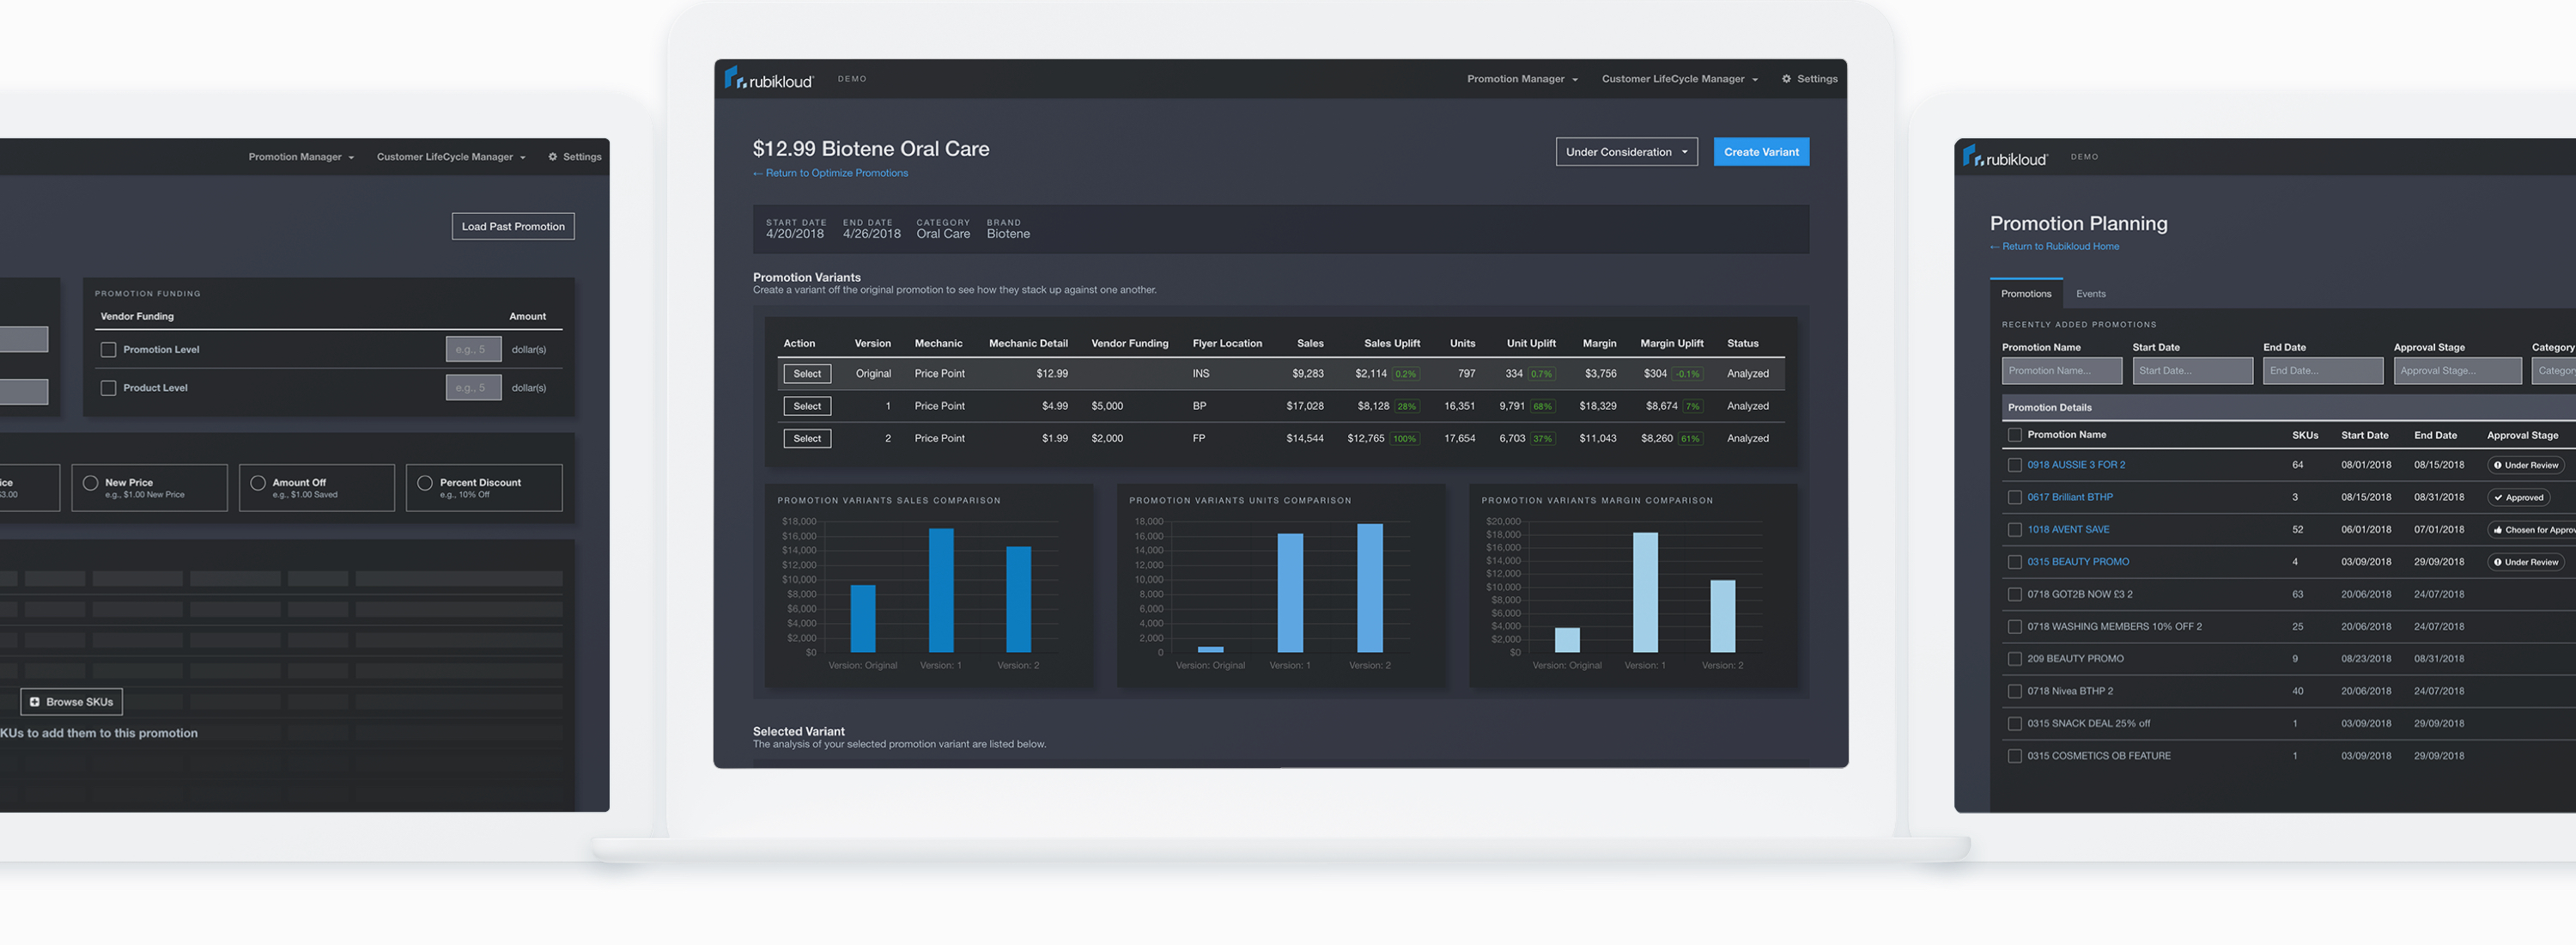 Promotion Manager
Customer LifeCycle Manager
Settings
Load Past Promotion
PROMOTION FUNDING
Vendor Funding Amount
Promotion Level e.g., 5 dollar(s)
Product Level e.g., 5 dollar(s)
$3.00
New Price
e.g., $1.00 New Price
Amount Off
e.g., $1.00 Saved
Percent Discount
e.g., 10% Off
Browse SKUs
KUs to add them to this promotion
rubikloud DEMO Promotion Manager Customer LifeCycle Manager Settings
$12.99 Biotene Oral Care
← Return to Optimize Promotions
Under Consideration
Create Variant
START DATE END DATE CATEGORY BRAND
4/20/2018 4/26/2018 Oral Care Biotene
Promotion Variants
Create a variant off the original promotion to see how they stack up against one another.
Action Version Mechanic Mechanic Detail Vendor Funding Flyer Location Sales Sales Uplift Units Unit Uplift Margin Margin Uplift Status
Select Original Price Point $12.99 INS $9,283 $2,114 0.2% 797 334 0.7% $3,756 $304 -0.1% Analyzed
Select 1 Price Point $4.99 $5,000 BP $17,028 $8,128 28% 16,351 9,791 68% $18,329 $8,674 7% Analyzed
Select 2 Price Point $1.99 $2,000 FP $14,544 $12,765 100% 17,654 6,703 37% $11,043 $8,260 61% Analyzed
PROMOTION VARIANTS SALES COMPARISON
$18,000
$16,000
$14,000
$12,000
$10,000
$8,000
$6,000
$4,000
$2,000
$0
Version: Original Version: 1 Version: 2
PROMOTION VARIANTS UNITS COMPARISON
18,000
16,000
14,000
12,000
10,000
8,000
6,000
4,000
2,000
0
Version: Original Version: 1 Version: 2
PROMOTION VARIANTS MARGIN COMPARISON
$20,000
$18,000
$16,000
$14,000
$12,000
$10,000
$8,000
$6,000
$4,000
$2,000
$0
Version: Original Version: 1 Version: 2
Selected Variant
The analysis of your selected promotion variant are listed below.
rubikloud DEMO
Promotion Planning
← Return to Rubikloud Home
Promotions Events
RECENTLY ADDED PROMOTIONS
Promotion Name Start Date End Date Approval Stage Category
Promotion Name... Start Date... End Date... Approval Stage... Category
Promotion Details
Promotion Name SKUs Start Date End Date Approval Stage
0918 AUSSIE 3 FOR 2 64 08/01/2018 08/15/2018 Under Review
0617 Brilliant BTHP 3 08/15/2018 08/31/2018 Approved
1018 AVENT SAVE 52 06/01/2018 07/01/2018 Chosen for Approv
0315 BEAUTY PROMO 4 03/09/2018 29/09/2018 Under Review
0718 GOT2B NOW £3 2 63 20/06/2018 24/07/2018
0718 WASHING MEMBERS 10% OFF 2 25 20/06/2018 24/07/2018
209 BEAUTY PROMO 9 08/23/2018 08/31/2018
0718 Nivea BTHP 2 40 20/06/2018 24/07/2018
0315 SNACK DEAL 25% off 1 03/09/2018 29/09/2018
0315 COSMETICS OB FEATURE 1 03/09/2018 29/09/2018